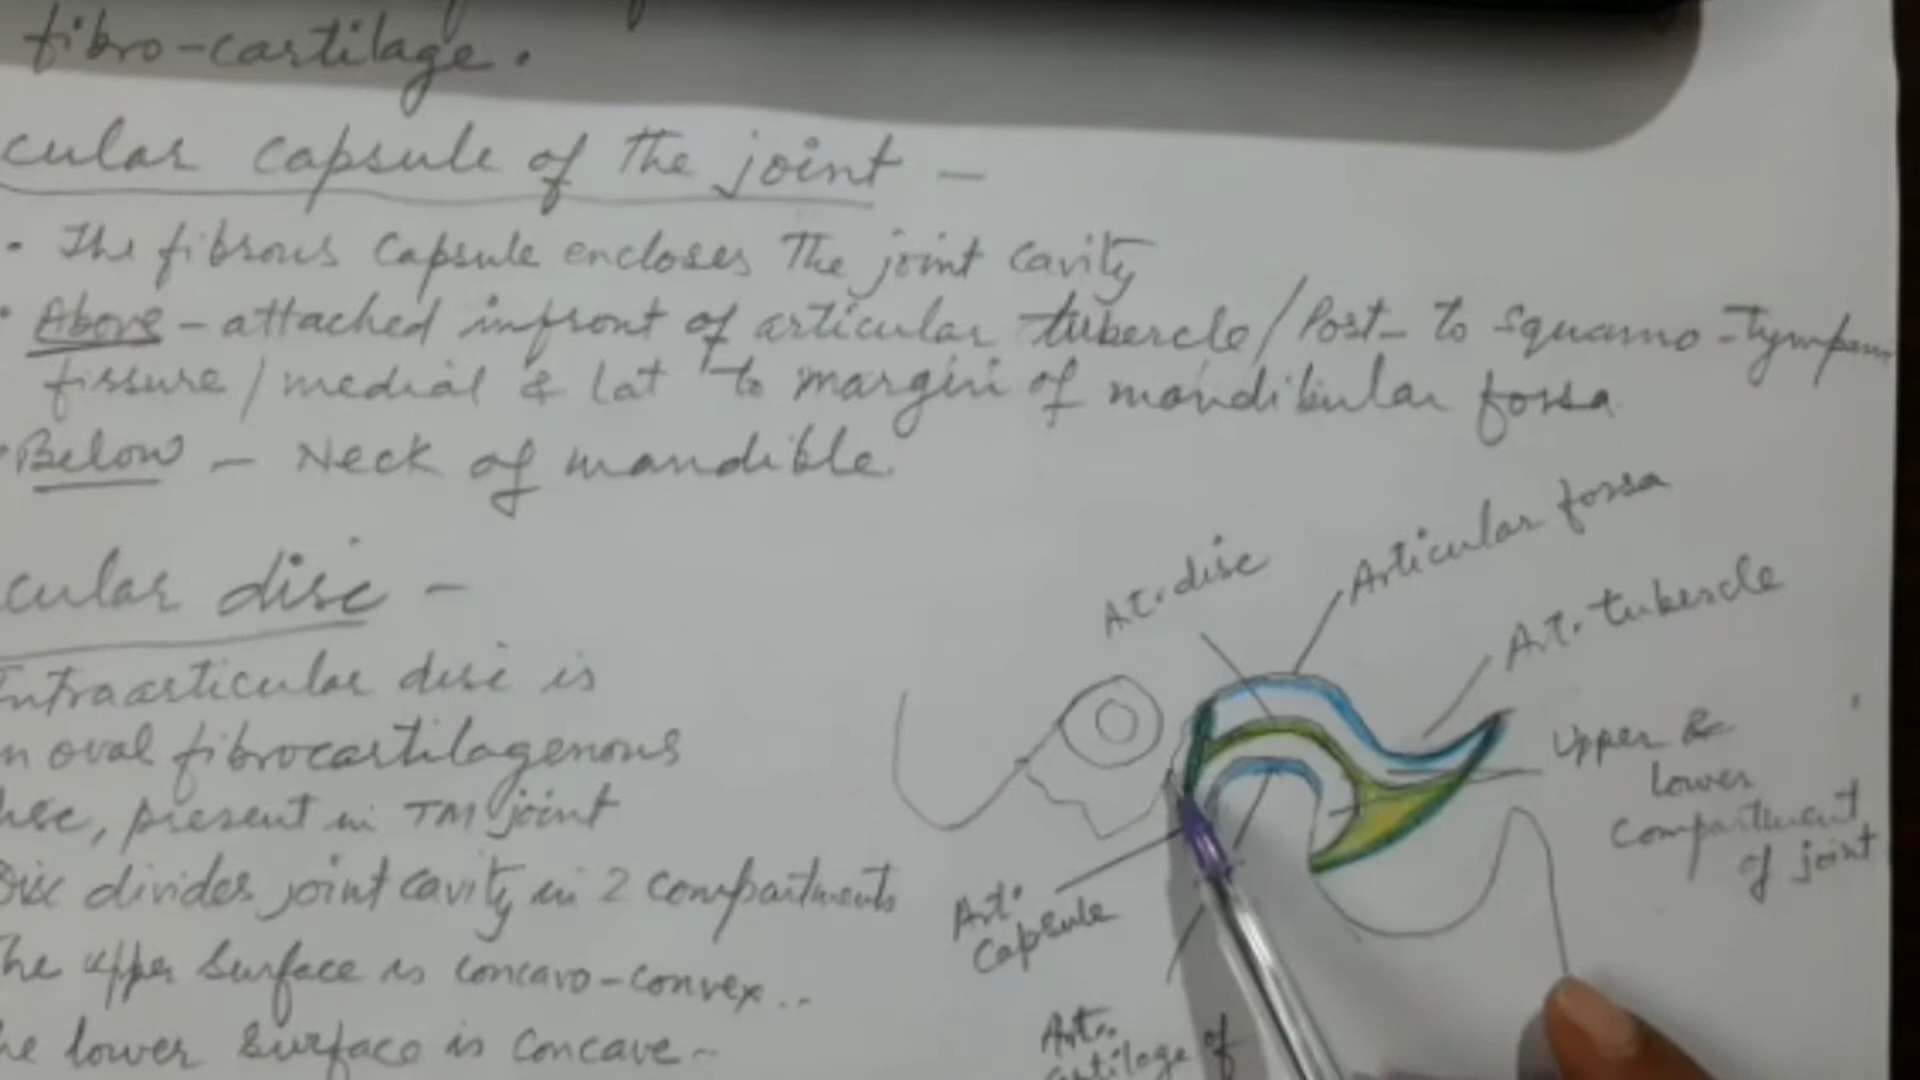 fibro-cartilage.
cular capsule of the joint -
• The fibrous capsule encloses the joint cavity
• Above - attached infront of articular tubercle / Post- to squamo-tympan
fissure / medial & lat to margin of mandibular fossa
• Below - Neck of mandible
cular disc -
Intraarticular disc is
n oval fibrocartilagenous
disc, present in TM joint
Disc divides joint cavity in 2 compartments
The upper surface is concavo-convex..
he lower surface is concave-
Art. disc
Articular fossa
Art. tubercle
Upper &
lower
compartment
of joint
Art.
Capsule
Art.
cartilage of